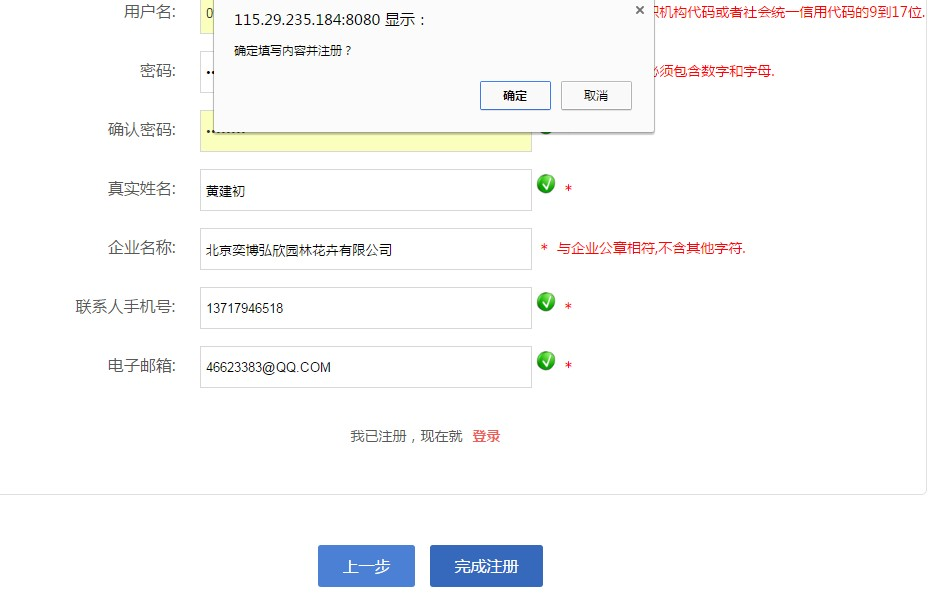 115.29.235.184:8080 显示：
确定填写内容并注册？
确定 取消
用户名: 0 机构代码或者社会统一信用代码的9到17位.
密码: 必须包含数字和字母.
确认密码:
真实姓名: 黄建初 *
企业名称: 北京奕博弘欣园林花卉有限公司 * 与企业公章相符,不含其他字符.
联系人手机号: 13717946518 *
电子邮箱: 46623383@QQ.COM *
我已注册，现在就 登录
上一步 完成注册